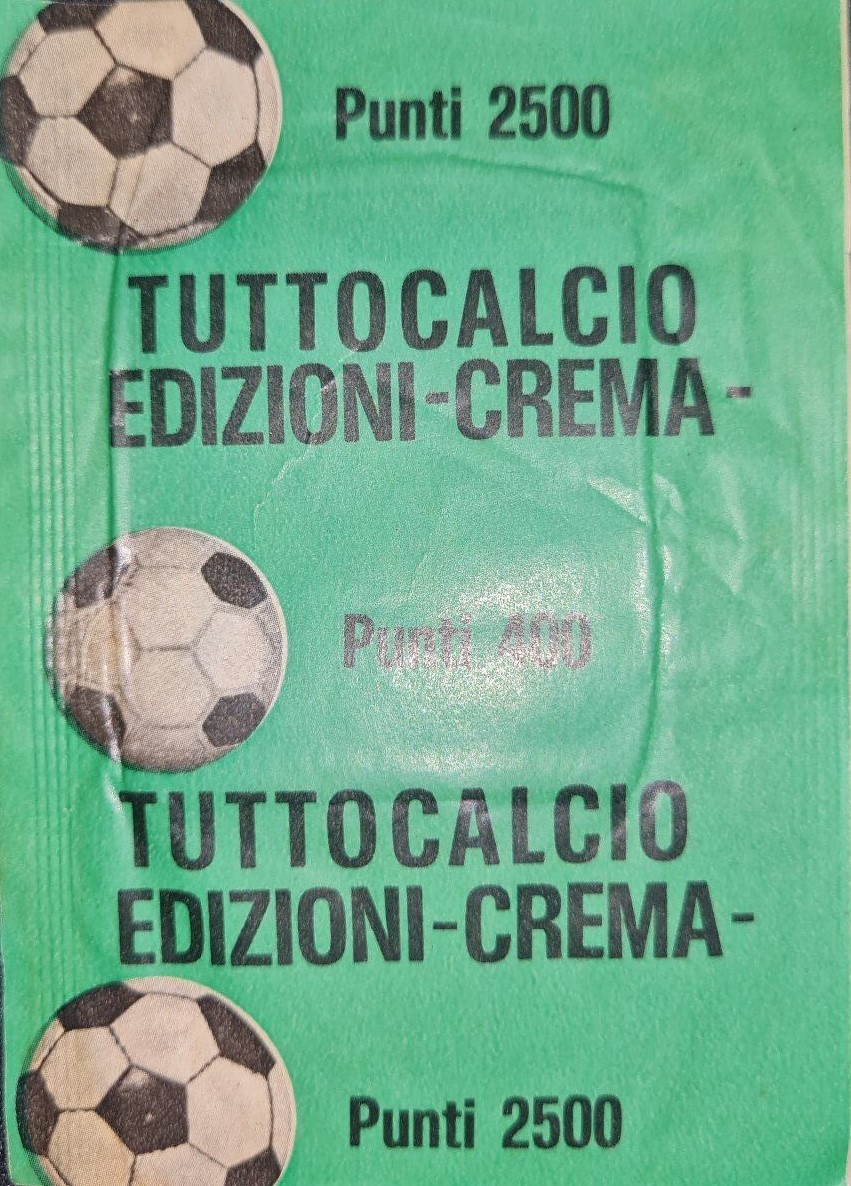 Punti 2500
TUTTOCALCIO
EDIZIONI-CREMA-
Punti 400
TUTTOCALCIO
EDIZIONI-CREMA-
Punti 2500